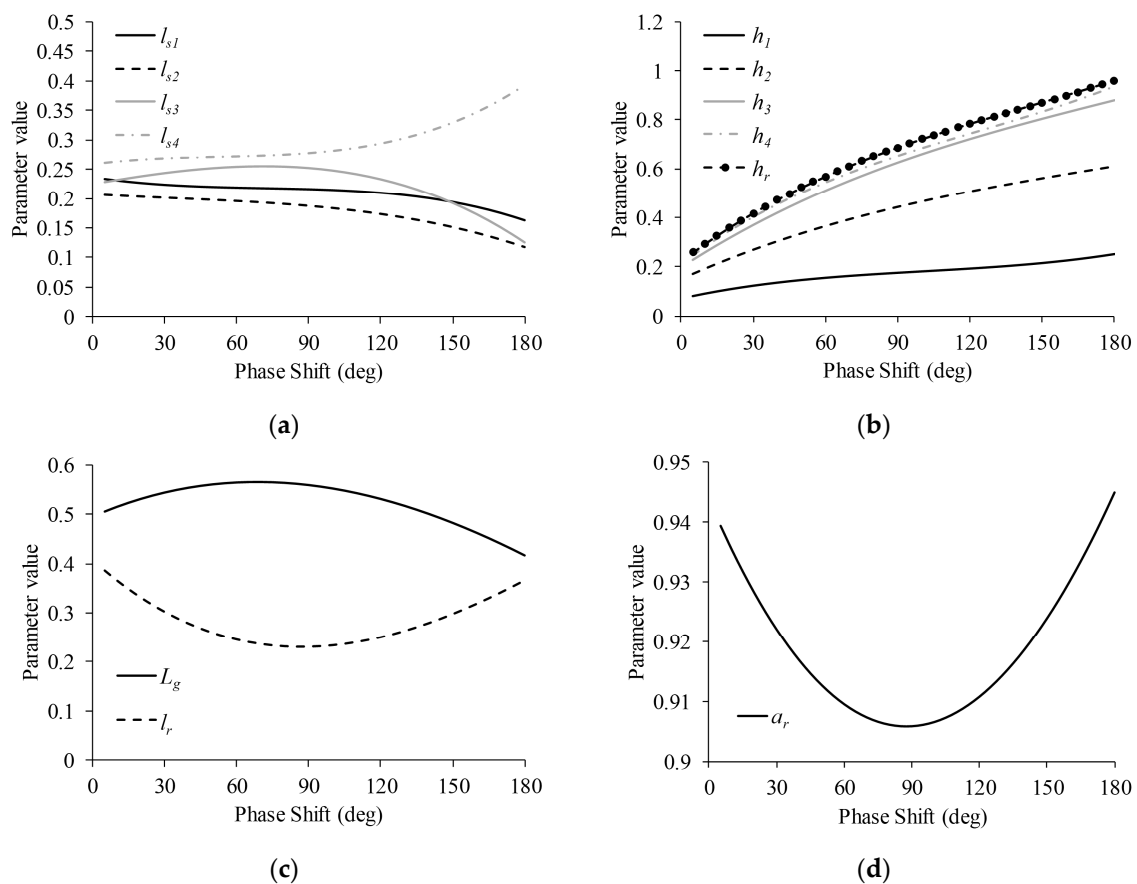 0.5
0.45
0.4
0.35
0.3
0.25
0.2
0.15
0.1
0.05
0
Parameter value
l_s1
l_s2
l_s3
l_s4
0 30 60 90 120 150 180
Phase Shift (deg)
(a)
1.2
1
0.8
0.6
0.4
0.2
0
Parameter value
h_1
h_2
h_3
h_4
h_r
0 30 60 90 120 150 180
Phase Shift (deg)
(b)
0.6
0.5
0.4
0.3
0.2
0.1
0
Parameter value
L_g
l_r
0 30 60 90 120 150 180
Phase Shift (deg)
(c)
0.95
0.94
0.93
0.92
0.91
0.9
Parameter value
a_r
0 30 60 90 120 150 180
Phase Shift (deg)
(d)